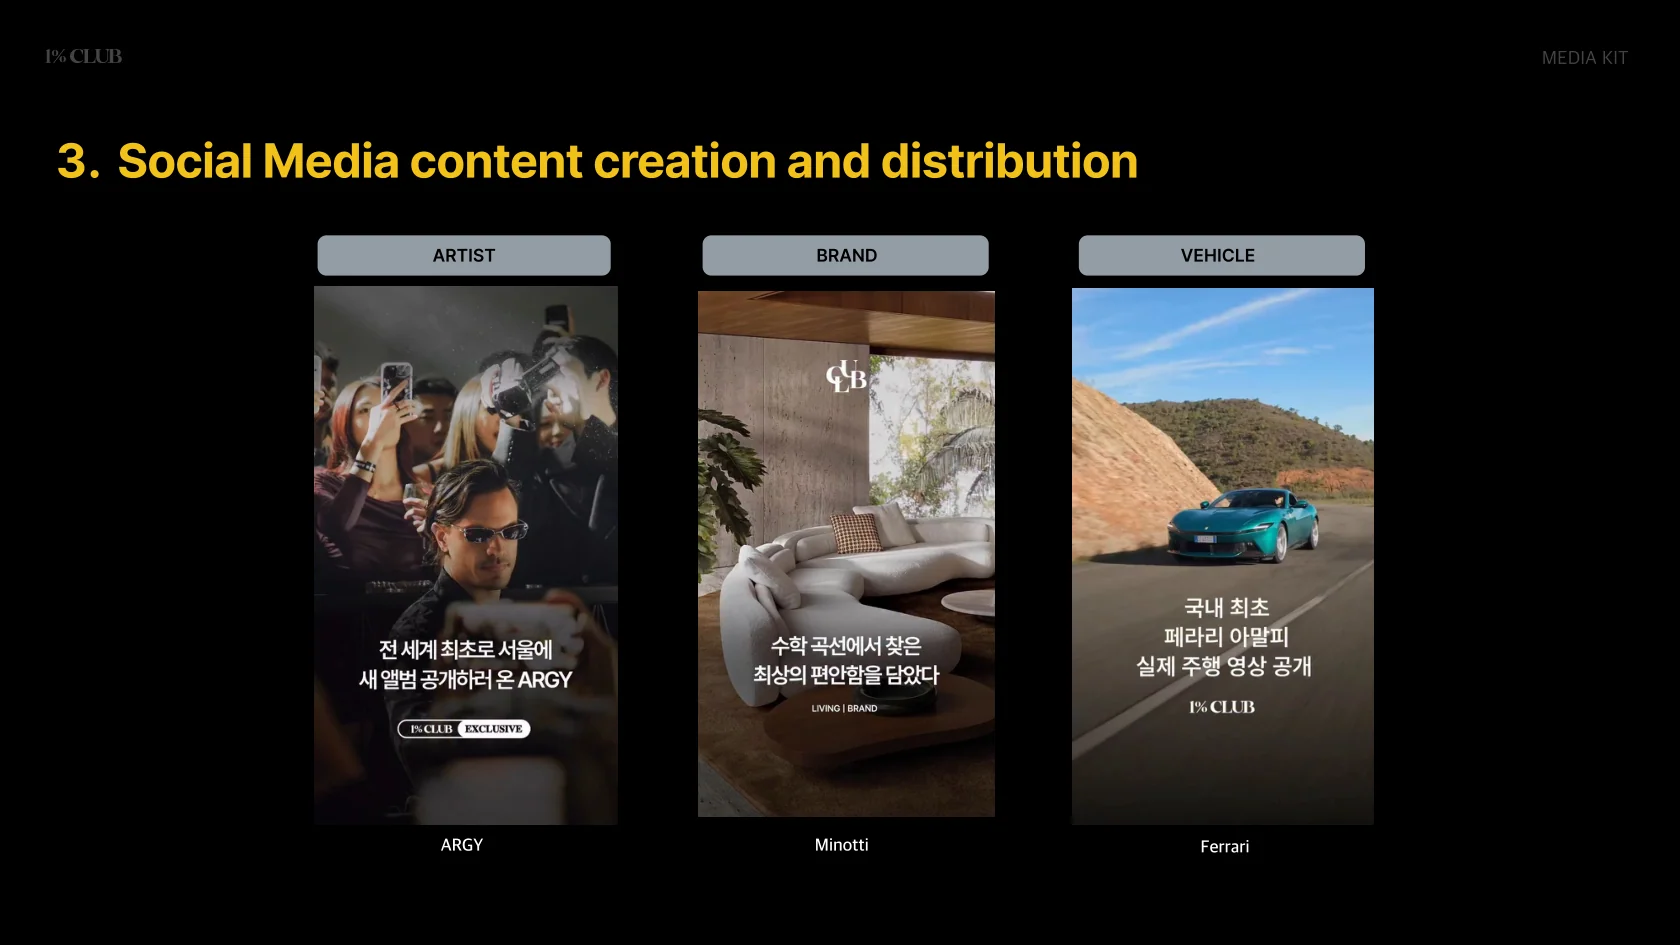 1% CLUB
MEDIA KIT
3. Social Media content creation and distribution
ARTIST
BRAND
VEHICLE
전 세계 최초로 서울에
새 앨범 공개하러 온 ARGY
1% CLUB EXCLUSIVE
ARGY
CLUB
수학 곡선에서 찾은
최상의 편안함을 담았다
LIVING | BRAND
Minotti
국내 최초
페라리 아말피
실제 주행 영상 공개
1% CLUB
Ferrari